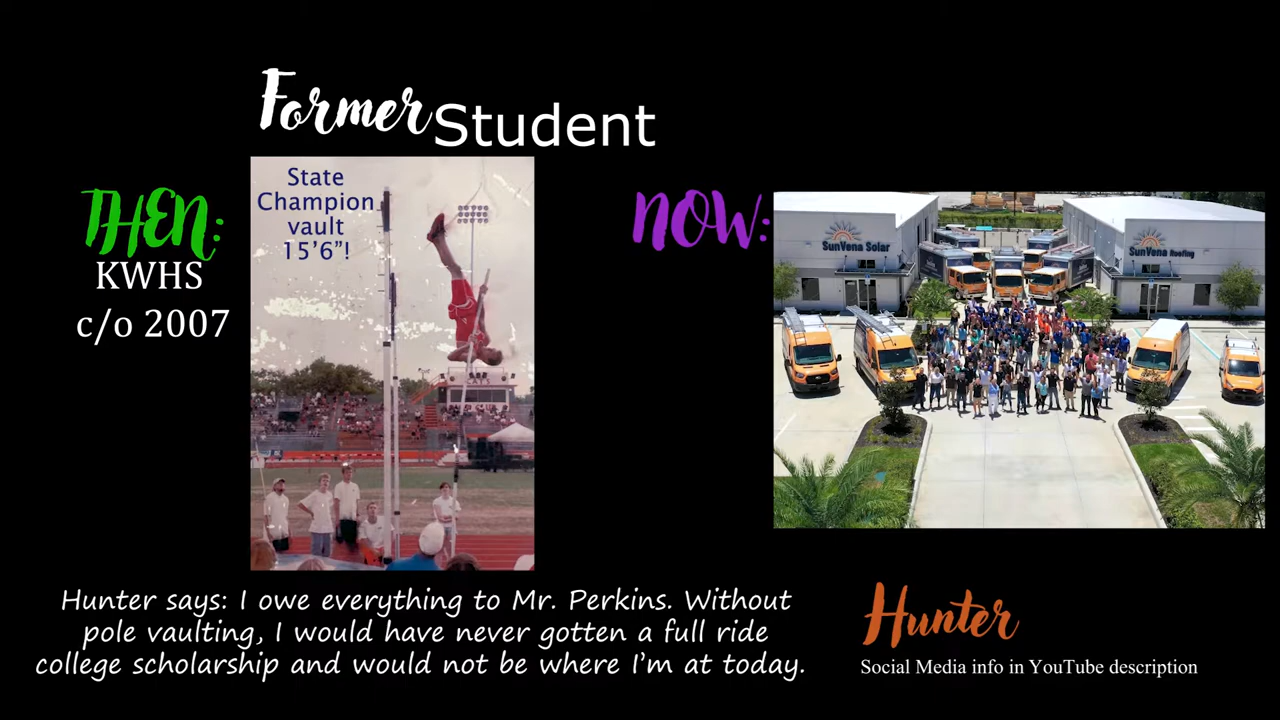 Former Student
THEN:
KWHS
c/o 2007
State
Champion
vault
15’6”!
NOW:
SunVena Solar
SunVena Roofing
Hunter says: I owe everything to Mr. Perkins. Without
pole vaulting, I would have never gotten a full ride
college scholarship and would not be where I’m at today.
Hunter
Social Media info in YouTube description